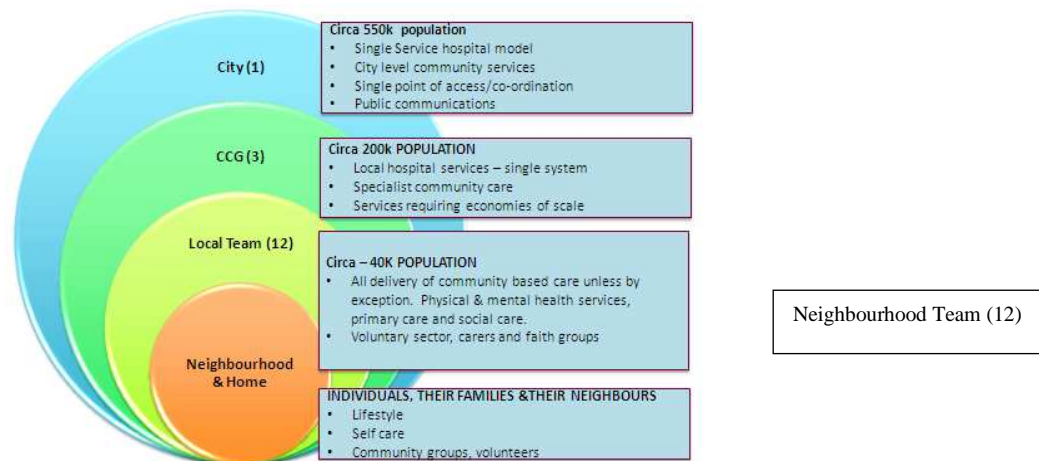 City (1)
Circa 550k population
• Single Service hospital model
• City level community services
• Single point of access/co-ordination
• Public communications
CCG (3)
Circa 200k POPULATION
• Local hospital services – single system
• Specialist community care
• Services requiring economies of scale
Local Team (12)
Circa – 40K POPULATION
• All delivery of community based care unless by
exception. Physical & mental health services,
primary care and social care.
• Voluntary sector, carers and faith groups
Neighbourhood Team (12)
Neighbourhood
& Home
INDIVIDUALS, THEIR FAMILIES &THEIR NEIGHBOURS
• Lifestyle
• Self care
• Community groups, volunteers